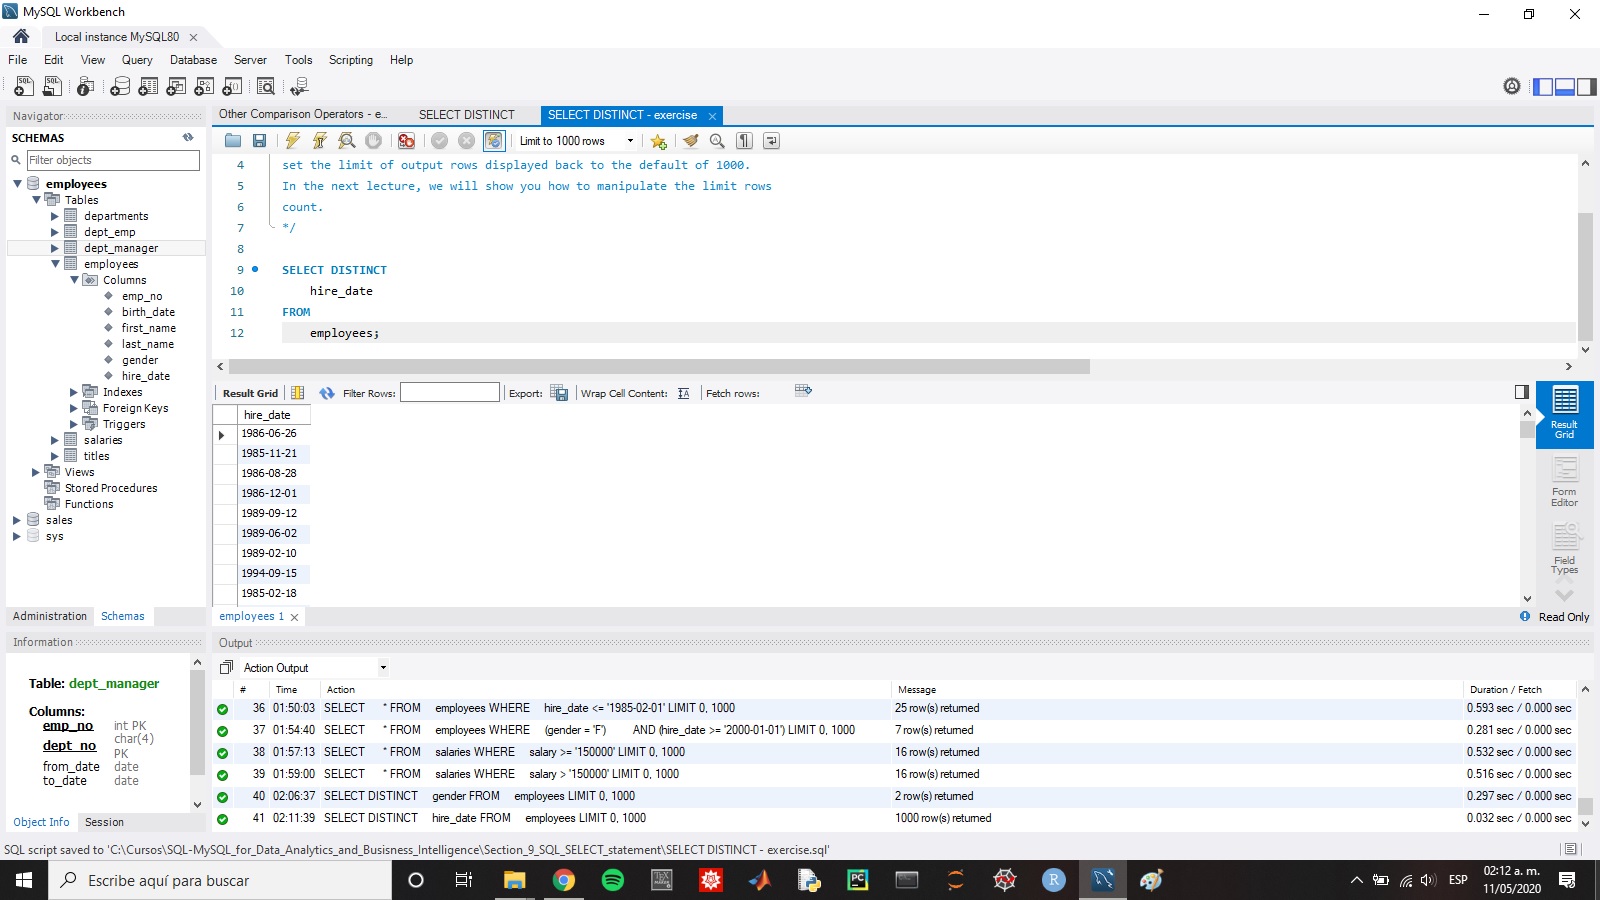 MySQL Workbench
Local instance MySQL80
File Edit View Query Database Server Tools Scripting Help
Navigator
SCHEMAS
Filter objects
employees
Tables
departments
dept_emp
dept_manager
employees
Columns
emp_no
birth_date
first_name
last_name
gender
hire_date
Indexes
Foreign Keys
Triggers
salaries
titles
Views
Stored Procedures
Functions
sales
sys
Administration Schemas
Information
Table: dept_manager
Columns:
emp_no int PK
dept_no char(4) PK
from_date date
to_date date
Object Info Session
Other Comparison Operators - e... SELECT DISTINCT SELECT DISTINCT - exercise
Limit to 1000 rows
4 set the limit of output rows displayed back to the default of 1000.
5 In the next lecture, we will show you how to manipulate the limit rows
6 count.
7 */
8
9 SELECT DISTINCT
10 hire_date
11 FROM
12 employees;
Result Grid Filter Rows: Export: Wrap Cell Content: Fetch rows:
hire_date
1986-06-26
1985-11-21
1986-08-28
1986-12-01
1989-09-12
1989-06-02
1989-02-10
1994-09-15
1985-02-18
Result Grid
Form Editor
Field Types
employees 1
Read Only
Output
Action Output
# Time Action Message Duration / Fetch
36 01:50:03 SELECT * FROM employees WHERE hire_date <= '1985-02-01' LIMIT 0, 1000 25 row(s) returned 0.593 sec / 0.000 sec
37 01:54:40 SELECT * FROM employees WHERE (gender = 'F') AND (hire_date >= '2000-01-01') LIMIT 0, 1000 7 row(s) returned 0.281 sec / 0.000 sec
38 01:57:13 SELECT * FROM salaries WHERE salary >= '150000' LIMIT 0, 1000 16 row(s) returned 0.532 sec / 0.000 sec
39 01:59:00 SELECT * FROM salaries WHERE salary > '150000' LIMIT 0, 1000 16 row(s) returned 0.516 sec / 0.000 sec
40 02:06:37 SELECT DISTINCT gender FROM employees LIMIT 0, 1000 2 row(s) returned 0.297 sec / 0.000 sec
41 02:11:39 SELECT DISTINCT hire_date FROM employees LIMIT 0, 1000 1000 row(s) returned 0.032 sec / 0.000 sec
SQL script saved to 'C:\Cursos\SQL-MySQL_for_Data_Analytics_and_Busisness_Intelligence\Section_9_SQL_SELECT_statement\SELECT DISTINCT - exercise.sql'
Escribe aquí para buscar
ESP
02:12 a. m.
11/05/2020